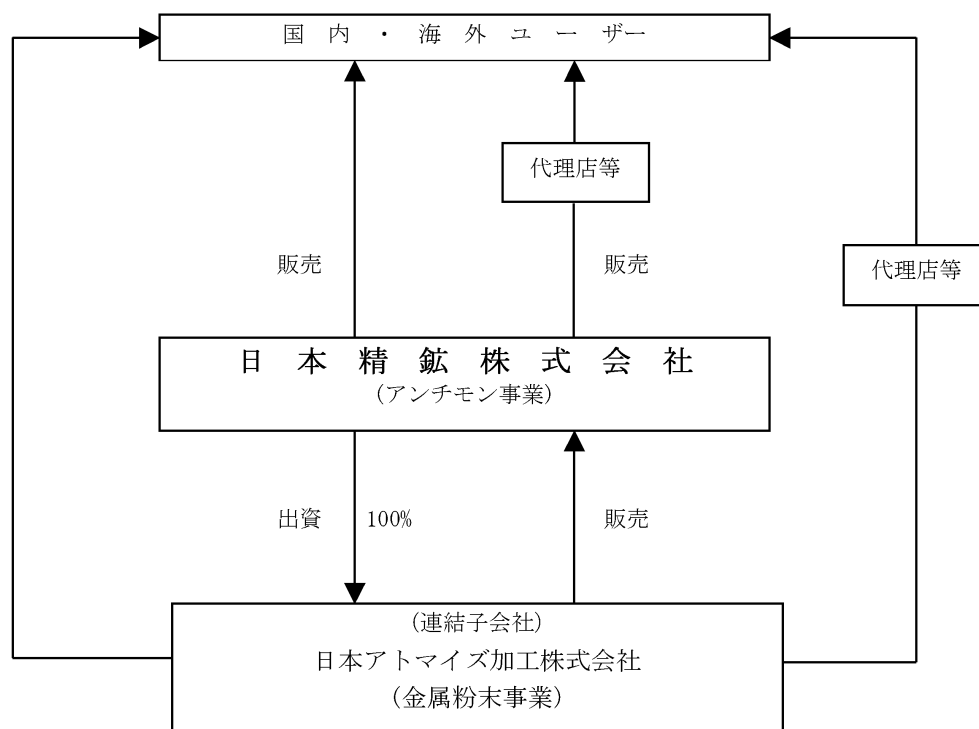 国 内 ・ 海 外 ユ ー ザー
代理店等
代理店等
販売
販売
日 本 精 鉱 株 式 会 社
(アンチモン事業)
出資
100%
販売
(連結子会社)
日本アトマイズ加工株式会社
(金属粉末事業)